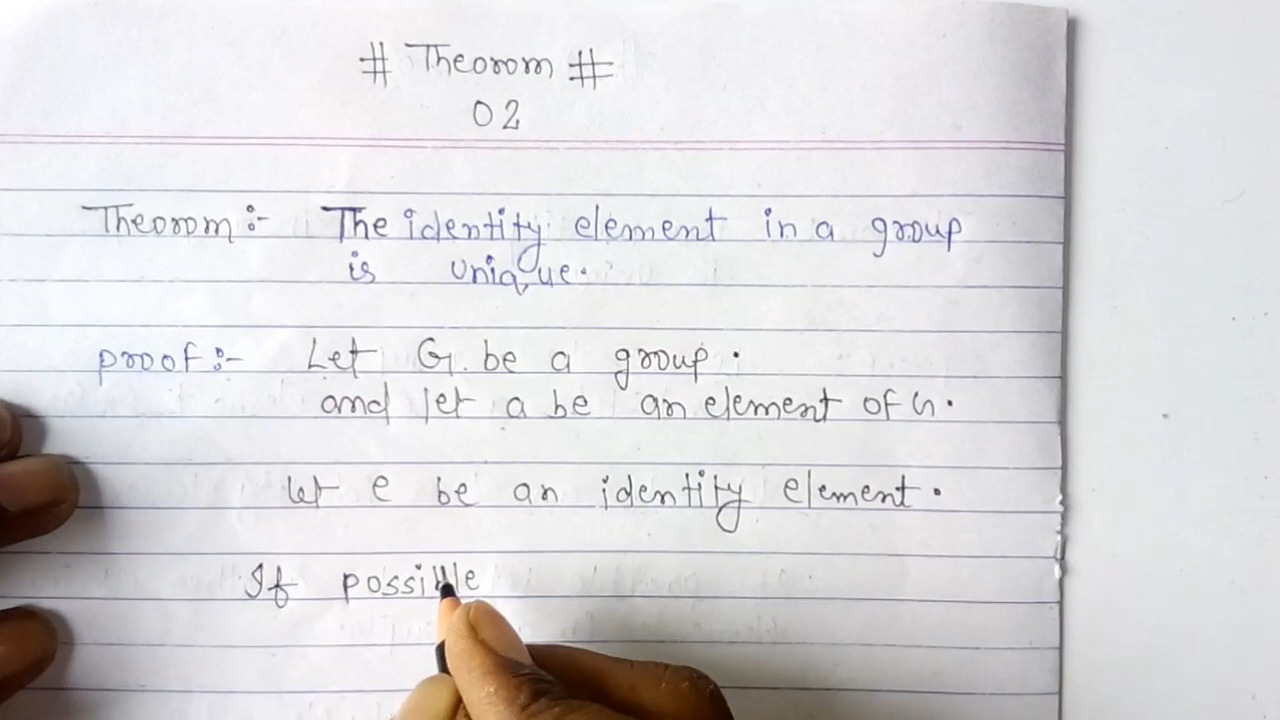 # Theorom #
02
Theorom:- The identity element in a group
is unique.
proof:- Let G be a group.
and let a be an element of G.
let e be an identity element.
If possible